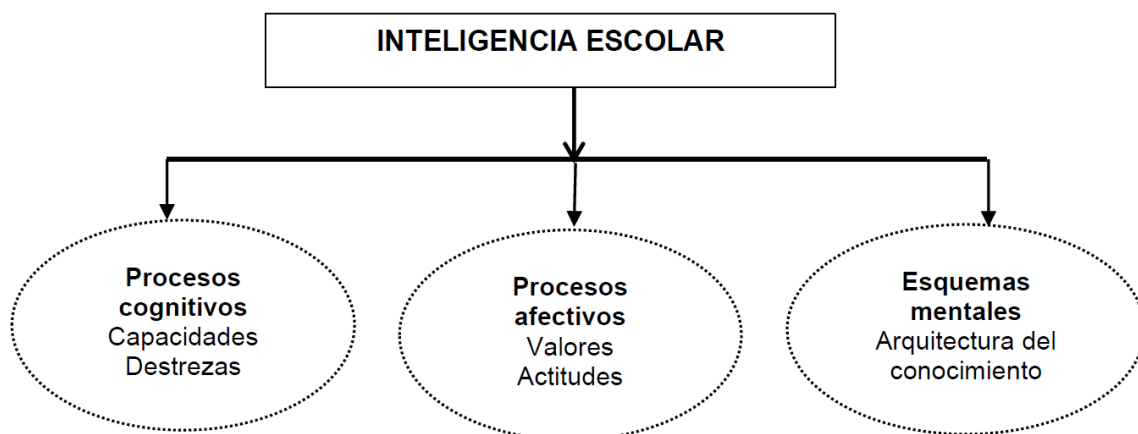 INTELIGENCIA ESCOLAR
Procesos
cognitivos
Capacidades
Destrezas
Procesos
afectivos
Valores
Actitudes
Esquemas
mentales
Arquitectura del
conocimiento